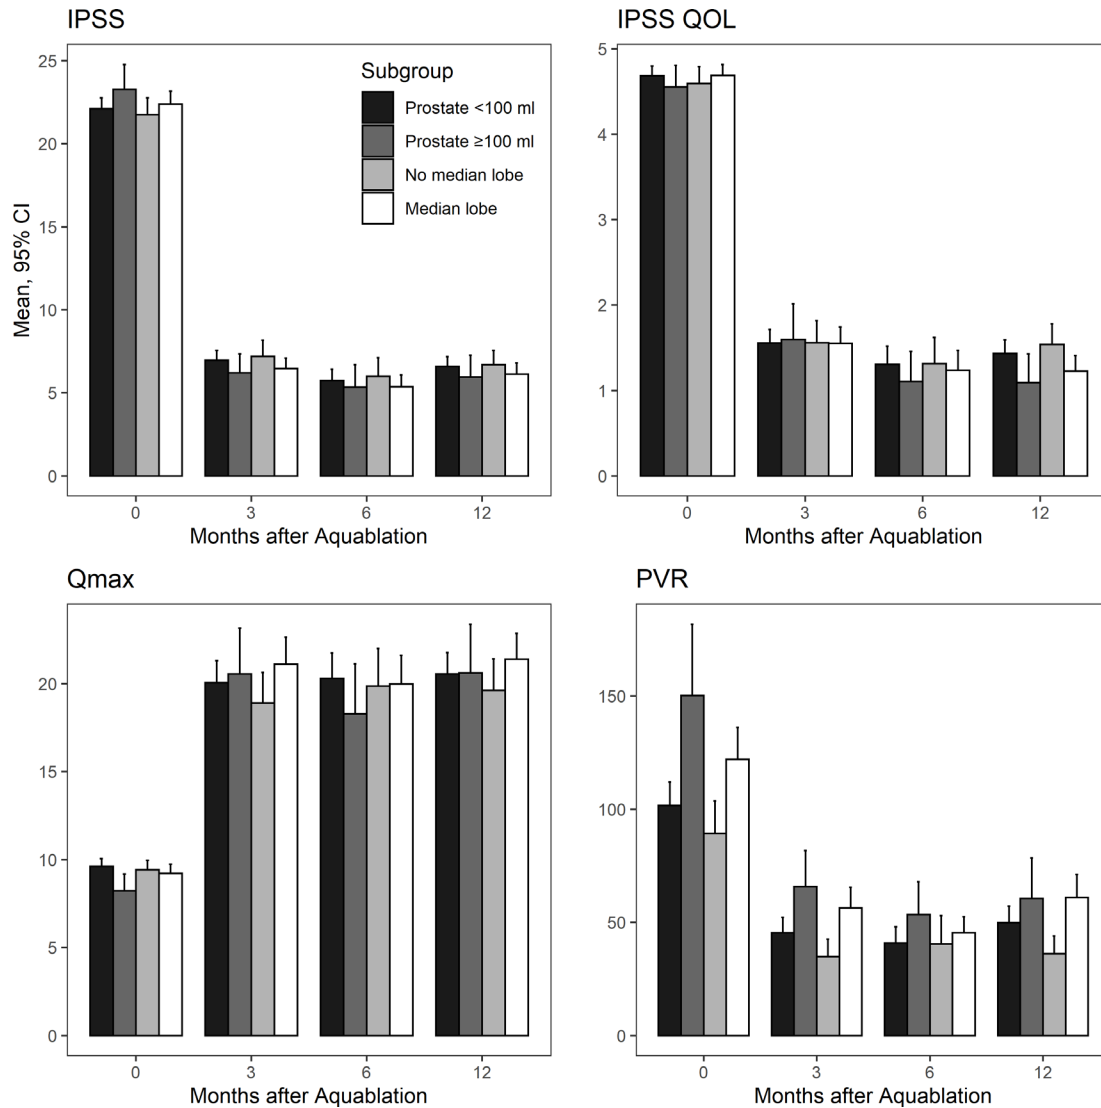 IPSS
IPSS QOL
Mean, 95% CI
25
20
15
10
5
0
Subgroup
Prostate <100 ml
Prostate ≥100 ml
No median lobe
Median lobe
0 3 6 12
Months after Aquablation
5
4
3
2
1
0
0 3 6 12
Months after Aquablation
Qmax
PVR
20
15
10
5
0
0 3 6 12
Months after Aquablation
150
100
50
0
0 3 6 12
Months after Aquablation